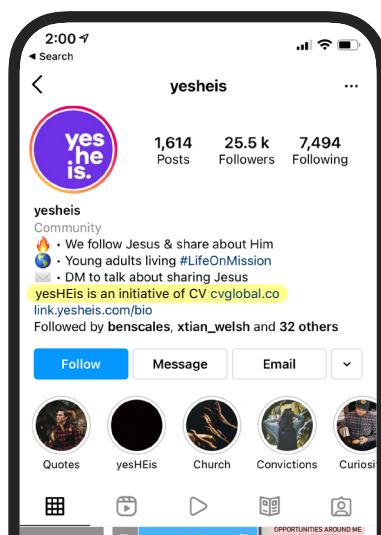 2:00
Search
yesheis
yes
he
is.
1,614 25.5 k 7,494
Posts Followers Following
yesheis
Community
🔥 • We follow Jesus & share about Him
🌎 • Young adults living #LifeOnMission
✉️ • DM to talk about sharing Jesus
yesHEis is an initiative of CV cvglobal.co
link.yesheis.com/bio
Followed by benscales, xtian_welsh and 32 others
Follow Message Email
Quotes yesHEis Church Convictions Curiosi
OPPORTUNITIES AROUND ME